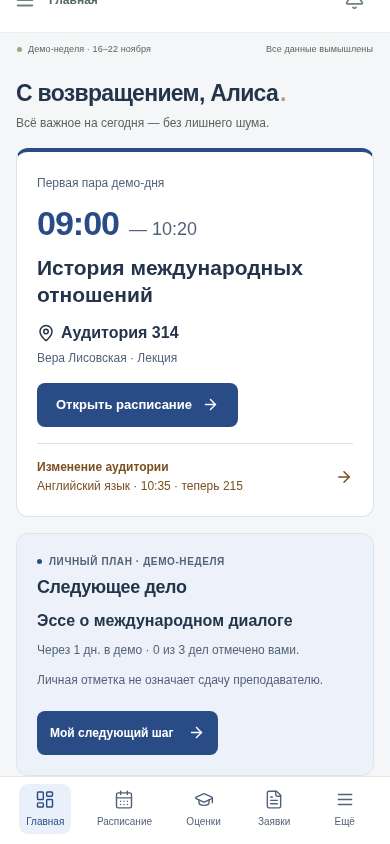 Главная
Демо-неделя · 16–22 ноября
Все данные вымышлены
С возвращением, Алиса.
Всё важное на сегодня — без лишнего шума.
Первая пара демо-дня
09:00 — 10:20
История международных
отношений
Аудитория 314
Вера Лисовская · Лекция
Открыть расписание
Изменение аудитории
Английский язык · 10:35 · теперь 215
ЛИЧНЫЙ ПЛАН · ДЕМО-НЕДЕЛЯ
Следующее дело
Эссе о международном диалоге
Через 1 дн. в демо · 0 из 3 дел отмечено вами.
Личная отметка не означает сдачу преподавателю.
Мой следующий шаг
Главная
Расписание
Оценки
Заявки
Ещё